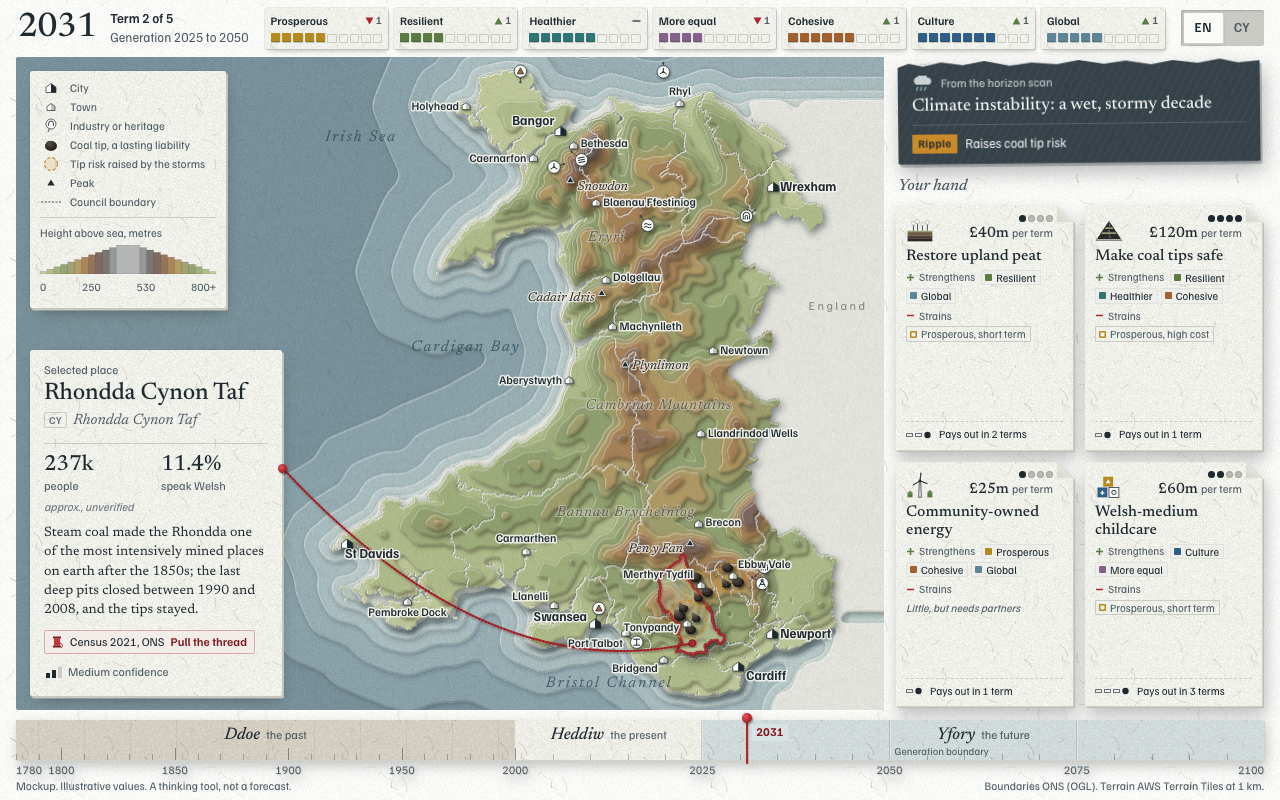 2031
Term 2 of 5
Generation 2025 to 2050
Prosperous 1
Resilient 1
Healthier –
More equal 1
Cohesive 1
Culture 1
Global 1
EN CY
City
Town
Industry or heritage
Coal tip, a lasting liability
Tip risk raised by the storms
Peak
Council boundary
Height above sea, metres
0 250 530 800+
Selected place
Rhondda Cynon Taf
CY Rhondda Cynon Taf
237k 11.4%
people speak Welsh
approx., unverified
Steam coal made the Rhondda one
of the most intensively mined places
on earth after the 1850s; the last
deep pits closed between 1990 and
2008, and the tips stayed.
Census 2021, ONS Pull the thread
Medium confidence
Irish Sea
Holyhead
Rhyl
Bangor
Bethesda
Caernarfon
Snowdon
Wrexham
Blaenau Ffestiniog
Eryri
Dolgellau
Cadair Idris
England
Machynlleth
Cardigan Bay
Newtown
Plynlimon
Aberystwyth
Cambrian Mountains
Llandrindod Wells
Bannau Brycheiniog
Brecon
Carmarthen
Pen y Fan
St Davids
Ebbw Vale
Merthyr Tydfil
Llanelli
Pembroke Dock
Swansea
Tonypandy
Newport
Port Talbot
Bridgend
Cardiff
Bristol Channel
From the horizon scan
Climate instability: a wet, stormy decade
Ripple Raises coal tip risk
Your hand
£40m per term
Restore upland peat
+ Strengthens Resilient
Global
– Strains
Prosperous, short term
Pays out in 2 terms
£120m per term
Make coal tips safe
+ Strengthens Resilient
Healthier Cohesive
– Strains
Prosperous, high cost
Pays out in 1 term
£25m per term
Community-owned
energy
+ Strengthens Prosperous
Cohesive Global
– Strains
Little, but needs partners
Pays out in 1 term
£60m per term
Welsh-medium
childcare
+ Strengthens Culture
More equal
– Strains
Prosperous, short term
Pays out in 3 terms
Ddoe the past
Heddiw the present
2031
Yfory the future
Generation boundary
1780 1800 1850 1900 1950 2000 2025 2050 2075 2100
Mockup. Illustrative values. A thinking tool, not a forecast.
Boundaries ONS (OGL). Terrain AWS Terrain Tiles at 1 km.